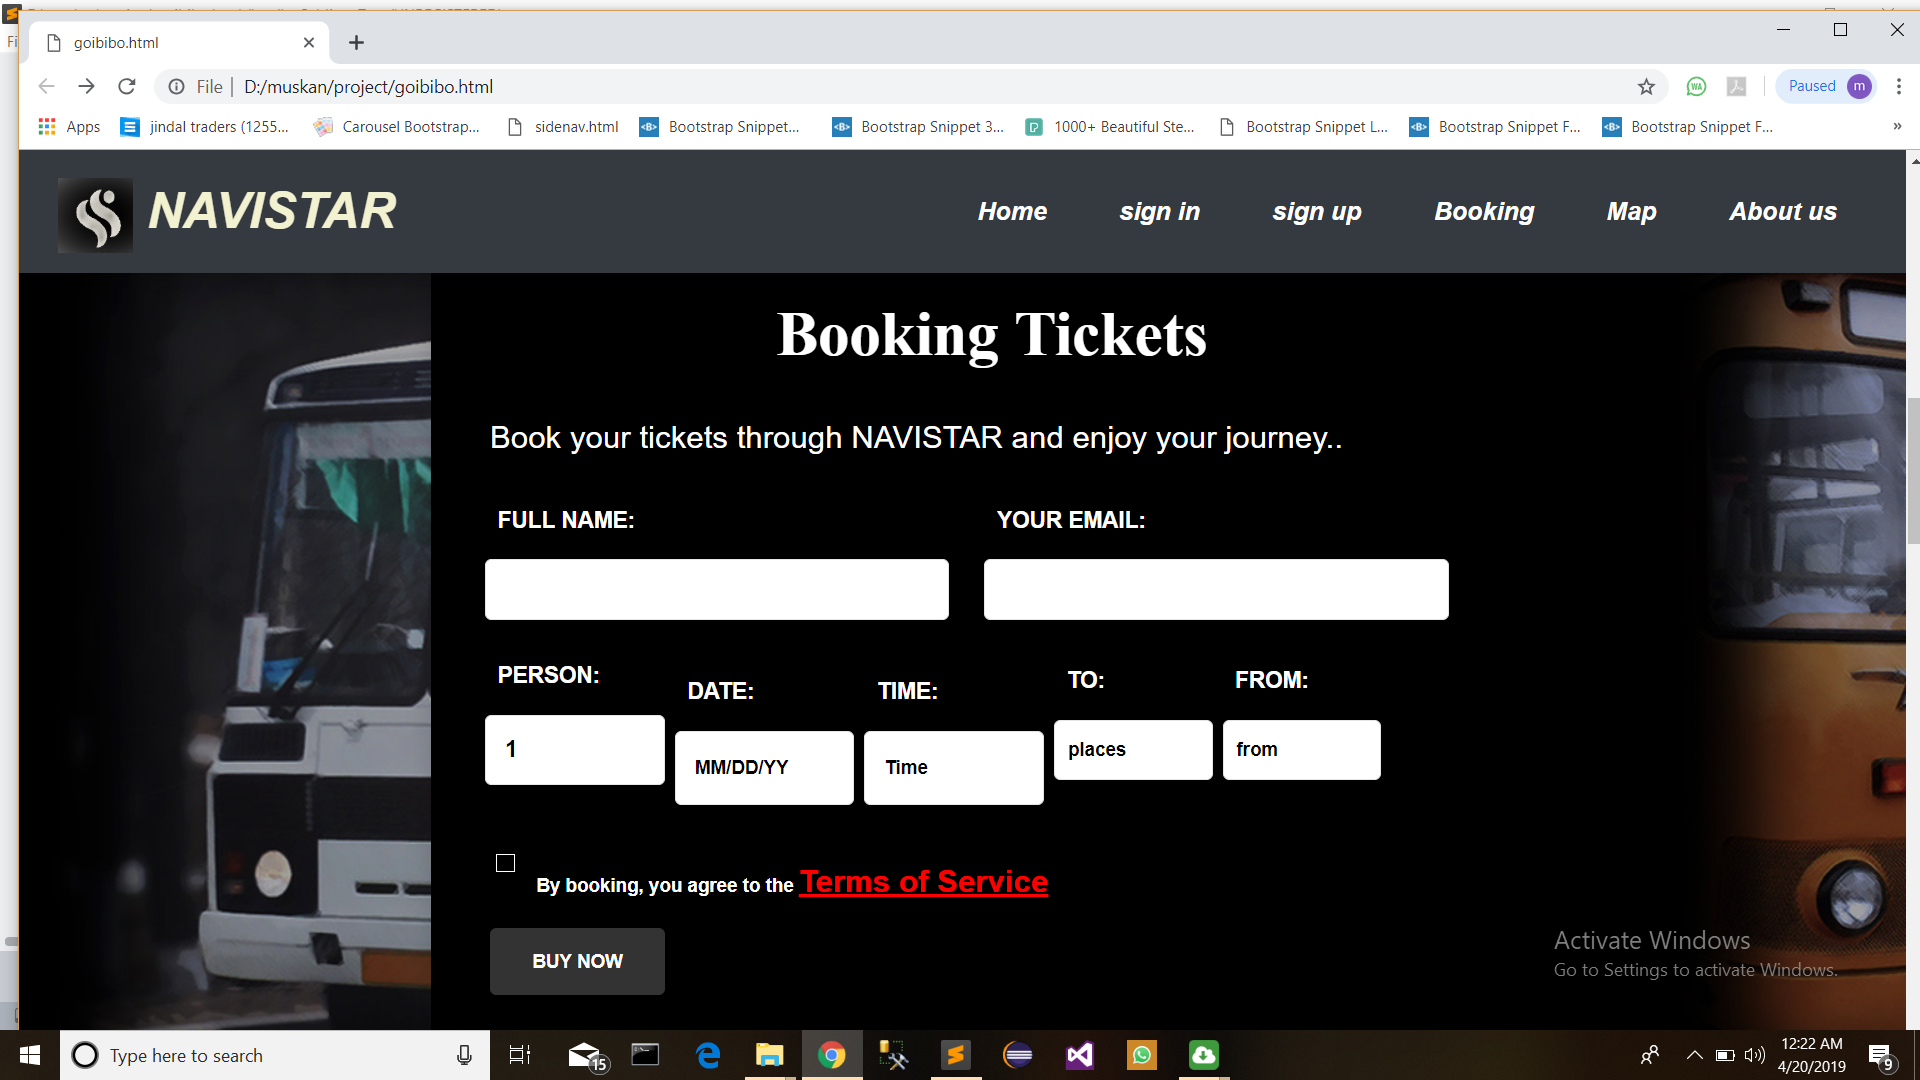 goibibo.html
Fi
File
D:/muskan/project/goibibo.html
WA
Paused
m
Apps
jindal traders (1255...
Carousel Bootstrap...
sidenav.html
<B>
Bootstrap Snippet...
<B>
Bootstrap Snippet 3...
1000+ Beautiful Ste...
Bootstrap Snippet L...
<B>
Bootstrap Snippet F...
<B>
Bootstrap Snippet F...
»
NAVISTAR
Home
sign in
sign up
Booking
Map
About us
Booking Tickets
Book your tickets through NAVISTAR and enjoy your journey..
FULL NAME:
YOUR EMAIL:
PERSON:
DATE:
TIME:
TO:
FROM:
1
MM/DD/YY
Time
places
from
By booking, you agree to the Terms of Service
BUY NOW
Activate Windows
Go to Settings to activate Windows.
Type here to search
15
12:22 AM
4/20/2019
9